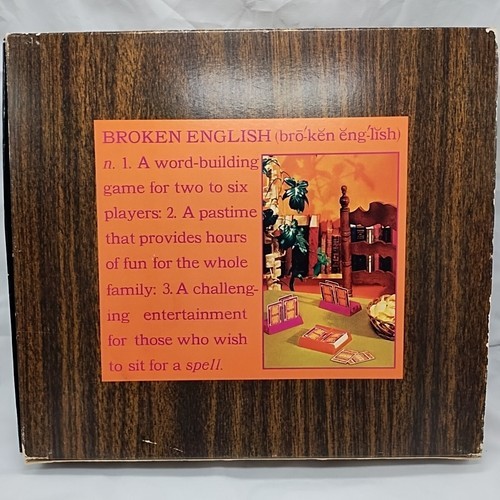 BROKEN ENGLISH (brō′-kĕn ĕng-′lĭsh)
n. 1. A word-building
game for two to six
players: 2. A pastime
that provides hours
of fun for the whole
family: 3. A challeng-
ing entertainment
for those who wish
to sit for a spell.